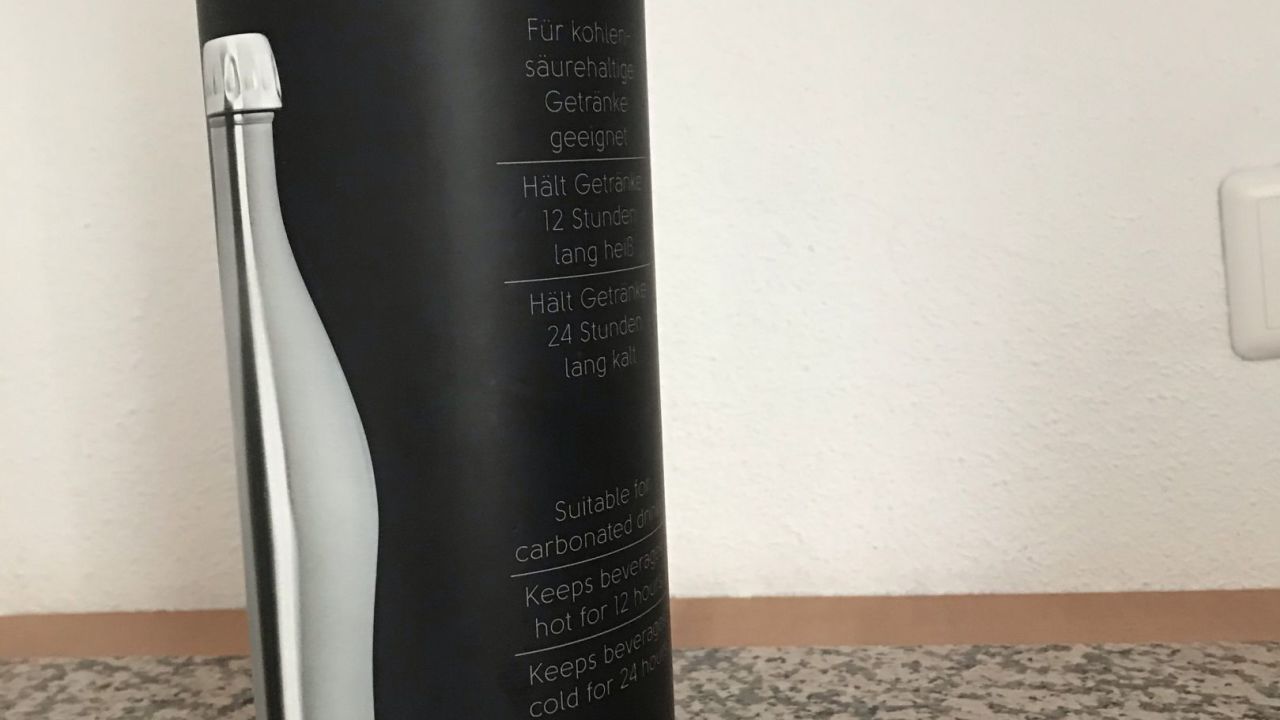 Für kohlen-
säurehaltige
Getränke
geeignet
Hält Getränke
12 Stunden
lang heiß
Hält Getränke
24 Stunden
lang kalt
Suitable for
carbonated
Keeps
hot for 12
Keeps
cold for 24